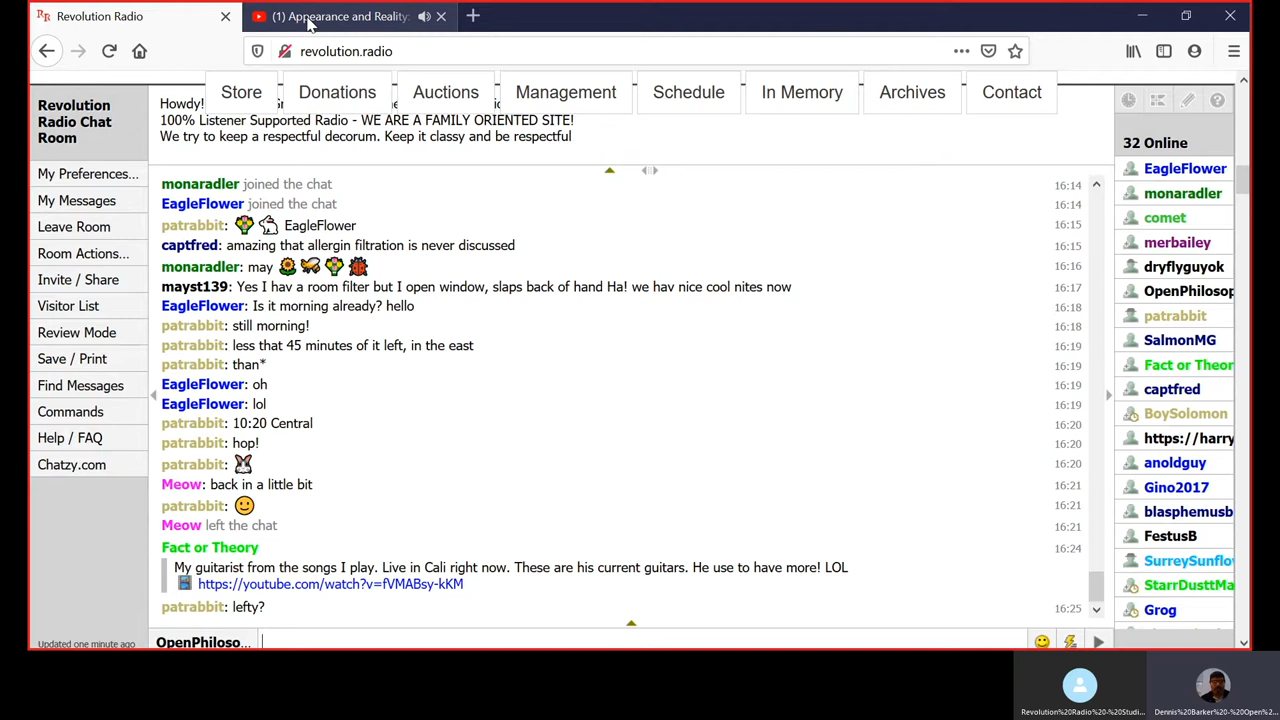 Revolution Radio
(1) Appearance and Reality:
revolution.radio
Store
Donations
Auctions
Management
Schedule
In Memory
Archives
Contact
Revolution
Radio Chat
Room
My Preferences...
My Messages
Leave Room
Room Actions...
Invite / Share
Visitor List
Review Mode
Save / Print
Find Messages
Commands
Help / FAQ
Chatzy.com
Updated one minute ago
Howdy!
100% Listener Supported Radio - WE ARE A FAMILY ORIENTED SITE!
We try to keep a respectful decorum. Keep it classy and be respectful
monaradler joined the chat 16:14
EagleFlower joined the chat 16:14
patrabbit: EagleFlower 16:15
captfred: amazing that allergin filtration is never discussed 16:15
monaradler: may 16:16
mayst139: Yes I hav a room filter but I open window, slaps back of hand Ha! we hav nice cool nites now 16:17
EagleFlower: Is it morning already? hello 16:18
patrabbit: still morning! 16:18
patrabbit: less that 45 minutes of it left, in the east 16:19
patrabbit: than* 16:19
EagleFlower: oh 16:19
EagleFlower: lol 16:19
patrabbit: 10:20 Central 16:20
patrabbit: hop! 16:20
patrabbit: 16:20
Meow: back in a little bit 16:21
patrabbit: 16:21
Meow left the chat 16:21
Fact or Theory 16:24
My guitarist from the songs I play. Live in Cali right now. These are his current guitars. He use to have more! LOL
https://youtube.com/watch?v=fVMABsy-kKM
patrabbit: lefty? 16:25
OpenPhiloso...
32 Online
EagleFlower
monaradler
comet
merbailey
dryflyguyok
OpenPhilosop
patrabbit
SalmonMG
Fact or Theor
captfred
BoySolomon
https://harry
anoldguy
Gino2017
blasphemusb
FestusB
SurreySunflo
StarrDusttMa
Grog
Revolution%20Radio%20-%20Studi...
Dennis%20Barker%20-%20Open%2...